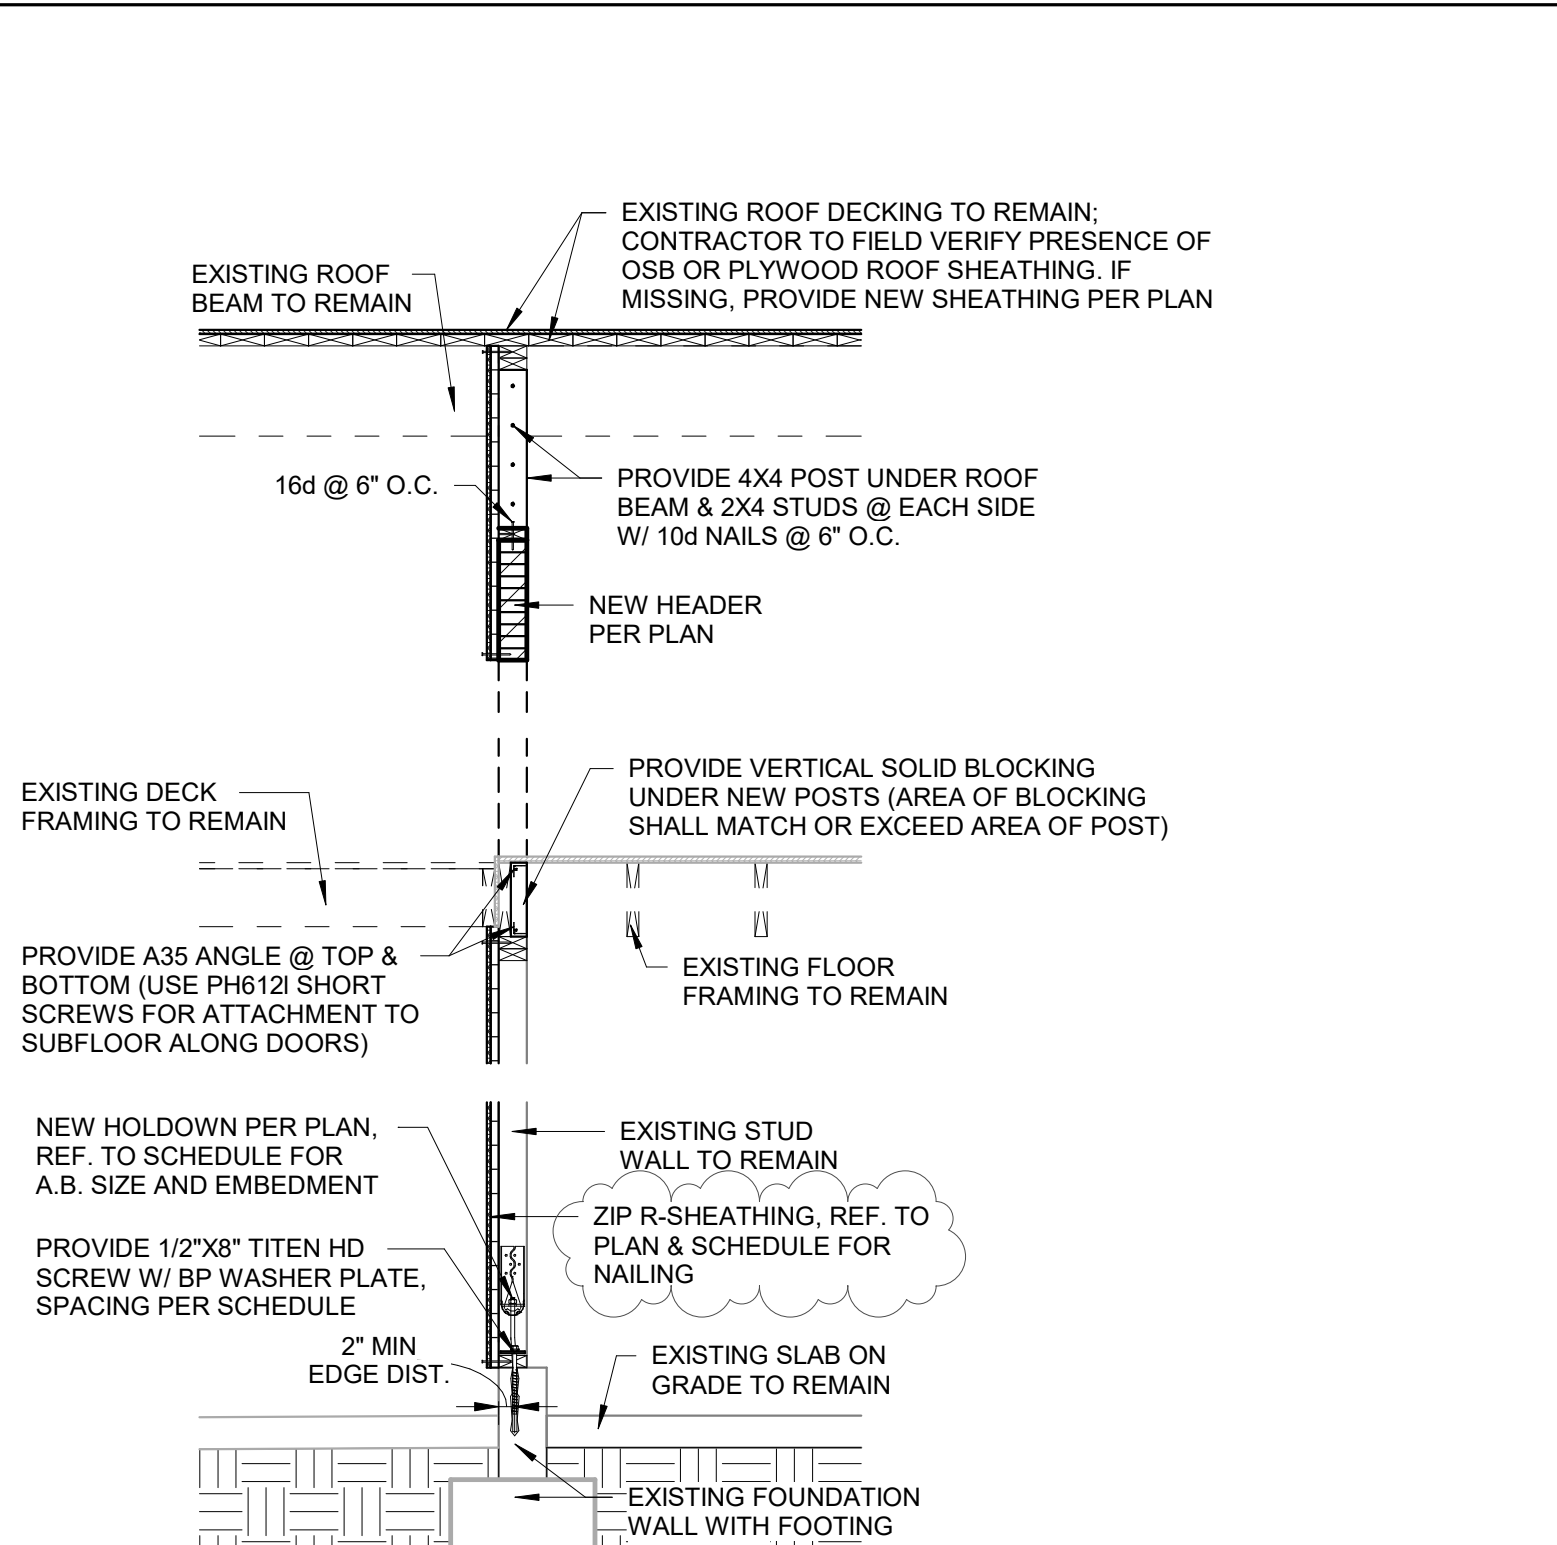 EXISTING ROOF DECKING TO REMAIN;
CONTRACTOR TO FIELD VERIFY PRESENCE OF
OSB OR PLYWOOD ROOF SHEATHING. IF
MISSING, PROVIDE NEW SHEATHING PER PLAN
EXISTING ROOF
BEAM TO REMAIN
16d @ 6" O.C.
PROVIDE 4X4 POST UNDER ROOF
BEAM & 2X4 STUDS @ EACH SIDE
W/ 10d NAILS @ 6" O.C.
NEW HEADER
PER PLAN
PROVIDE VERTICAL SOLID BLOCKING
UNDER NEW POSTS (AREA OF BLOCKING
SHALL MATCH OR EXCEED AREA OF POST)
EXISTING DECK
FRAMING TO REMAIN
PROVIDE A35 ANGLE @ TOP &
BOTTOM (USE PH612I SHORT
SCREWS FOR ATTACHMENT TO
SUBFLOOR ALONG DOORS)
EXISTING FLOOR
FRAMING TO REMAIN
NEW HOLDOWN PER PLAN,
REF. TO SCHEDULE FOR
A.B. SIZE AND EMBEDMENT
EXISTING STUD
WALL TO REMAIN
ZIP R-SHEATHING, REF. TO
PLAN & SCHEDULE FOR
NAILING
PROVIDE 1/2"X8" TITEN HD
SCREW W/ BP WASHER PLATE,
SPACING PER SCHEDULE
2" MIN
EDGE DIST.
EXISTING SLAB ON
GRADE TO REMAIN
EXISTING FOUNDATION
WALL WITH FOOTING